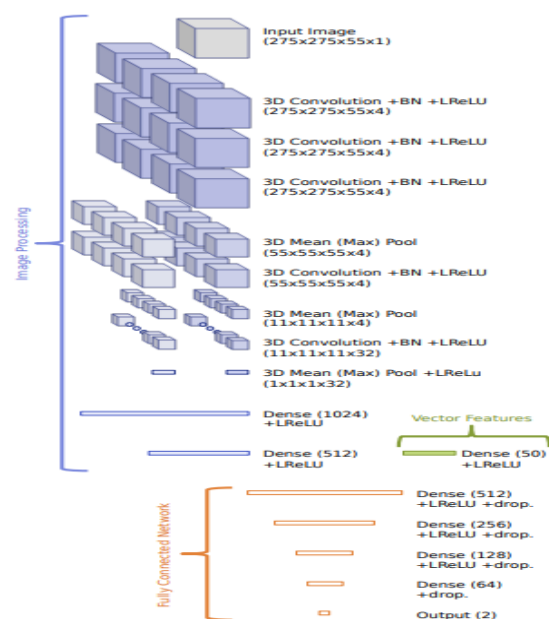 Input Image
(275x275x55x1)
3D Convolution +BN +LReLU
(275x275x55x4)
3D Convolution +BN +LReLU
(275x275x55x4)
3D Convolution +BN +LReLU
(275x275x55x4)
3D Mean (Max) Pool
(55x55x55x4)
3D Convolution +BN +LReLU
(55x55x55x4)
3D Mean (Max) Pool
(11x11x11x4)
3D Convolution +BN +LReLU
(11x11x11x32)
3D Mean (Max) Pool +LReLu
(1x1x1x32)
Image Processing
Dense (1024)
+LReLU
Vector Features
Dense (512)
+LReLU
Dense (50)
+LReLU
Fully Connected Network
Dense (512)
+LReLU +drop.
Dense (256)
+LReLU +drop.
Dense (128)
+LReLU +drop.
Dense (64)
+drop.
Output (2)